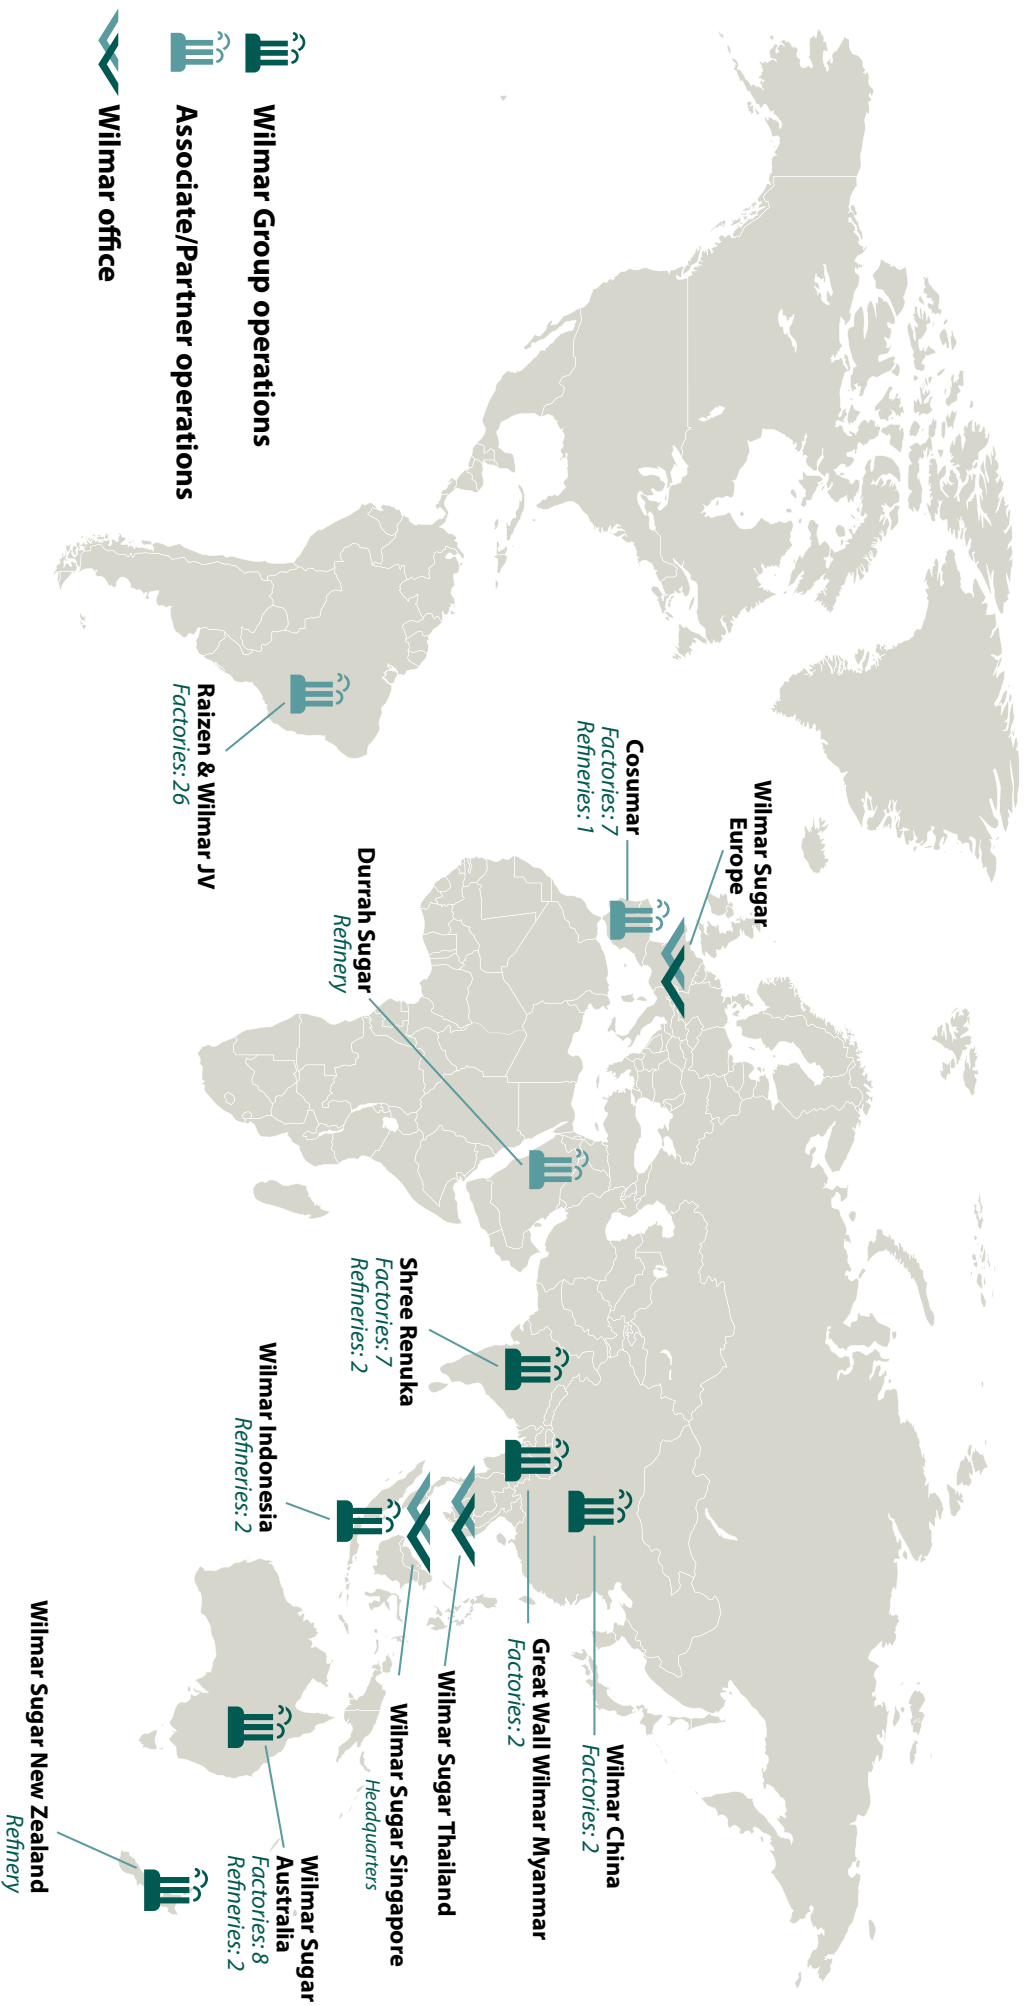 Wilmar Group operations
Associate/Partner operations
Wilmar office
Raizen & Wilmar JV
Factories: 26
Wilmar Sugar
Europe
Cosumar
Factories: 7
Refineries: 1
Durrah Sugar
Refinery
Shree Renuka
Factories: 7
Refineries: 2
Wilmar Indonesia
Refineries: 2
Wilmar China
Factories: 2
Great Wall Wilmar Myanmar
Factories: 2
Wilmar Sugar Thailand
Wilmar Sugar Singapore
Headquarters
Wilmar Sugar
Australia
Factories: 8
Refineries: 2
Wilmar Sugar New Zealand
Refinery